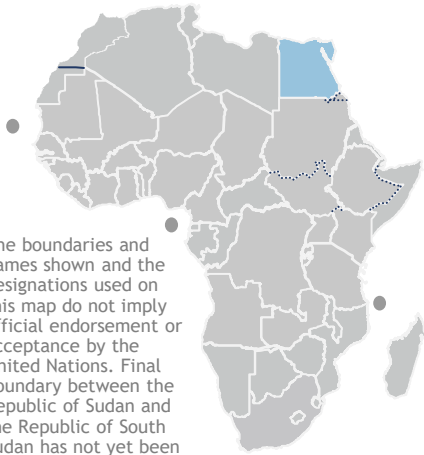 he boundaries and
ames shown and the
esignations used on
his map do not imply
fficial endorsement or
cceptance by the
nited Nations. Final
oundary between the
epublic of Sudan and
he Republic of South
udan has not yet been